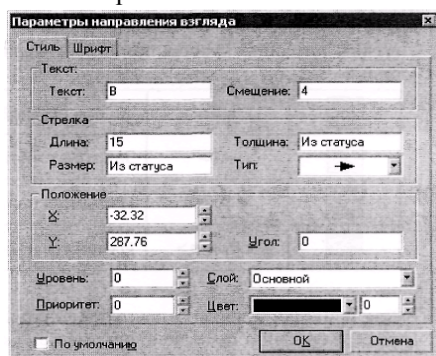 Параметры направления взгляда
Стиль Шрифт
Текст:
Текст: В Смещение: 4
Стрелка
Длина: 15 Толщина: Из статуса
Размер: Из статуса Тип:
Положение
X: -32.32
Y: 287.76 Угол: 0
Уровень: 0 Слой: Основной
Приоритет: 0 Цвет: 0
По умолчанию OK Отмена